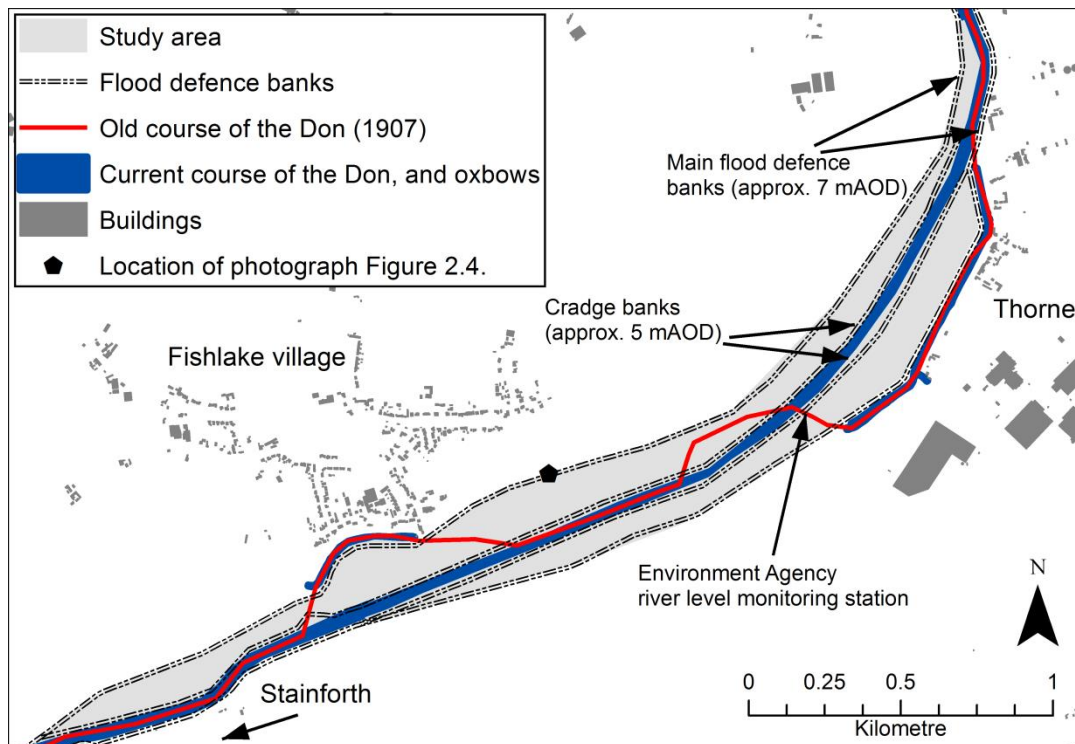 Study area
Flood defence banks
Old course of the Don (1907)
Current course of the Don, and oxbows
Buildings
Location of photograph Figure 2.4.
Main flood defence
banks (approx. 7 mAOD)
Cradge banks
(approx. 5 mAOD)
Thorne
Fishlake village
Environment Agency
river level monitoring station
N
Stainforth
0 0.25 0.5 1
Kilometre